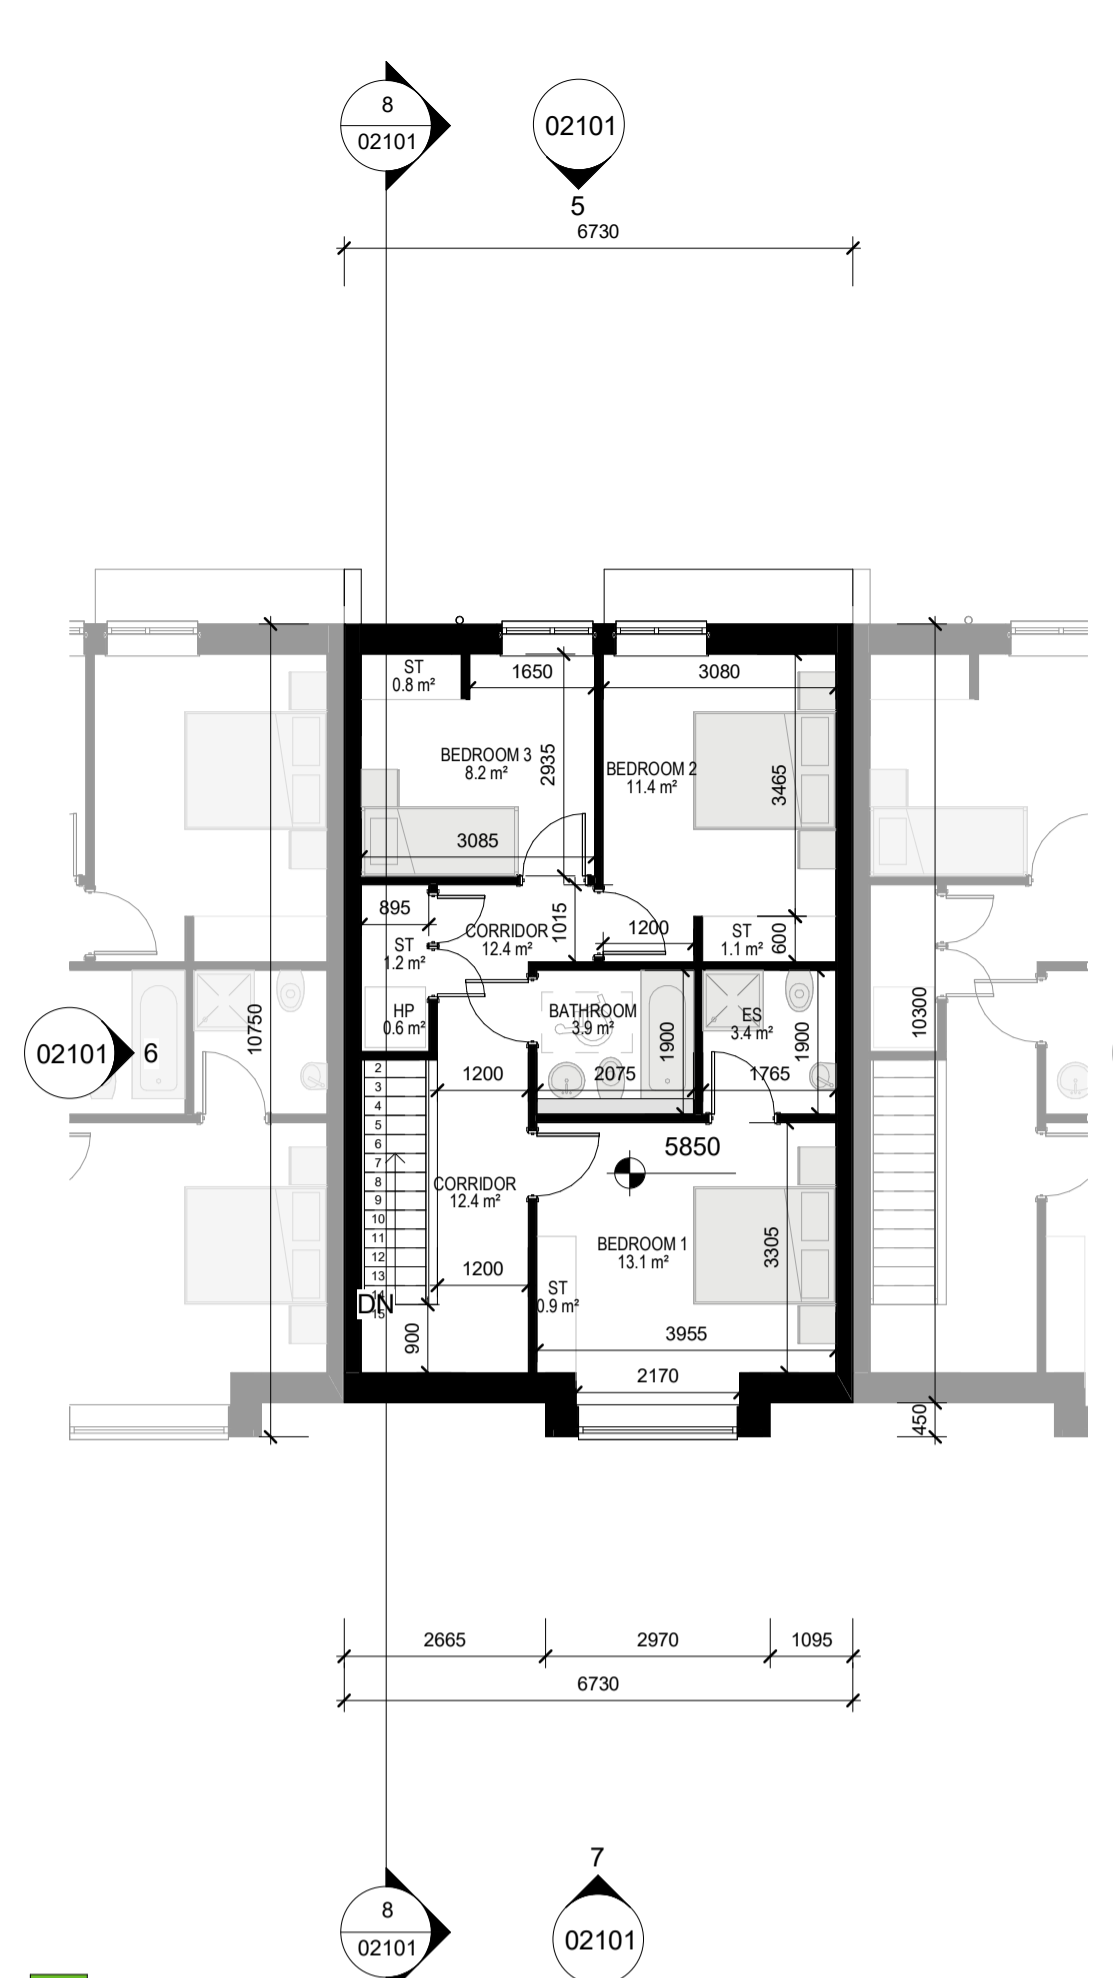 8
02101
02101
5
6730
ST
0.8 m²
1650
3080
BEDROOM 3
8.2 m²
2935
BEDROOM 2
11.4 m²
3465
3085
895
1015
CORRIDOR
12.4 m²
1200
ST
1.2 m²
ST
1.1 m²
600
HP
0.6 m²
BATHROOM
3.9 m²
1900
ES
3.4 m²
1900
10750
10300
02101
6
1200
2075
1765
2
3
4
5
6
7
8
9
10
11
12
13
14
15
DN
5850
CORRIDOR
12.4 m²
BEDROOM 1
13.1 m²
3305
1200
ST
0.9 m²
900
3955
2170
450
2665
2970
1095
6730
7
8
02101
02101